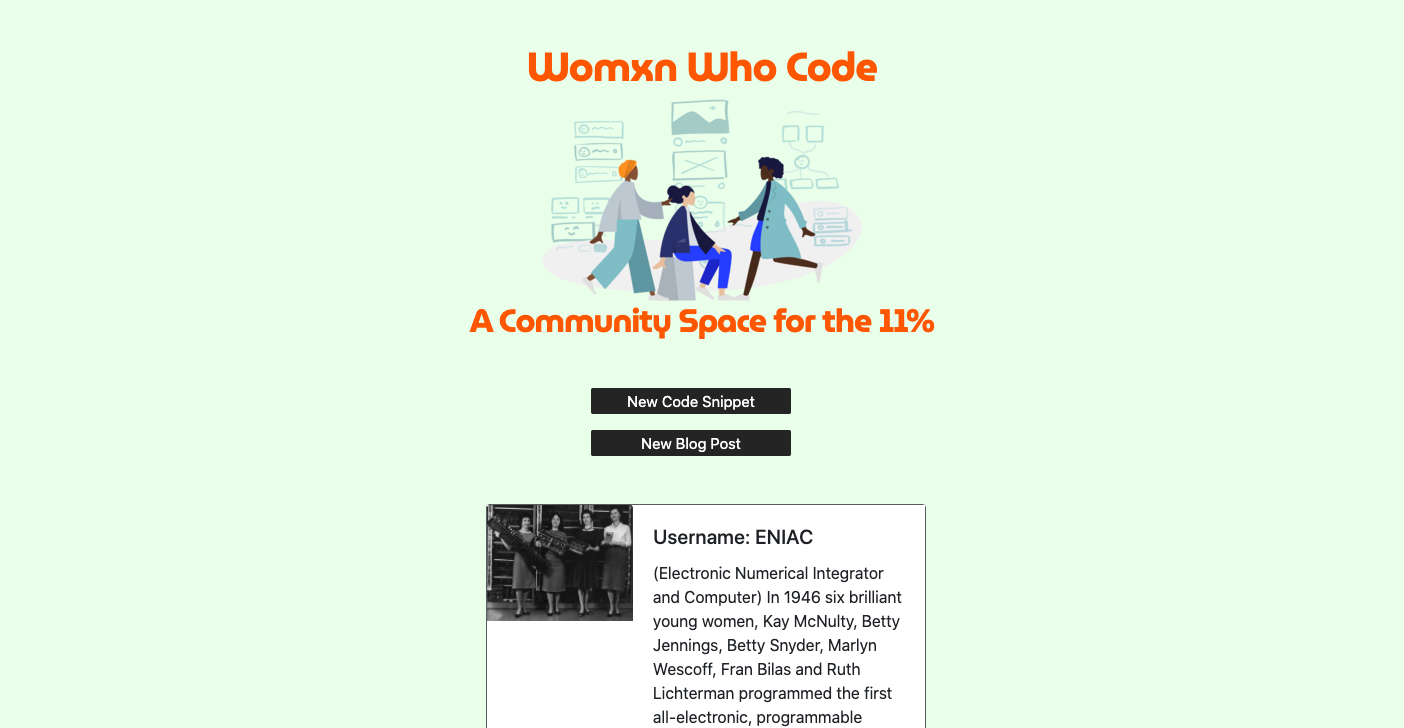 Womxn Who Code
A Community Space for the 11%
New Code Snippet
New Blog Post
Username: ENIAC
(Electronic Numerical Integrator
and Computer) In 1946 six brilliant
young women, Kay McNulty, Betty
Jennings, Betty Snyder, Marlyn
Wescoff, Fran Bilas and Ruth
Lichterman programmed the first
all-electronic, programmable